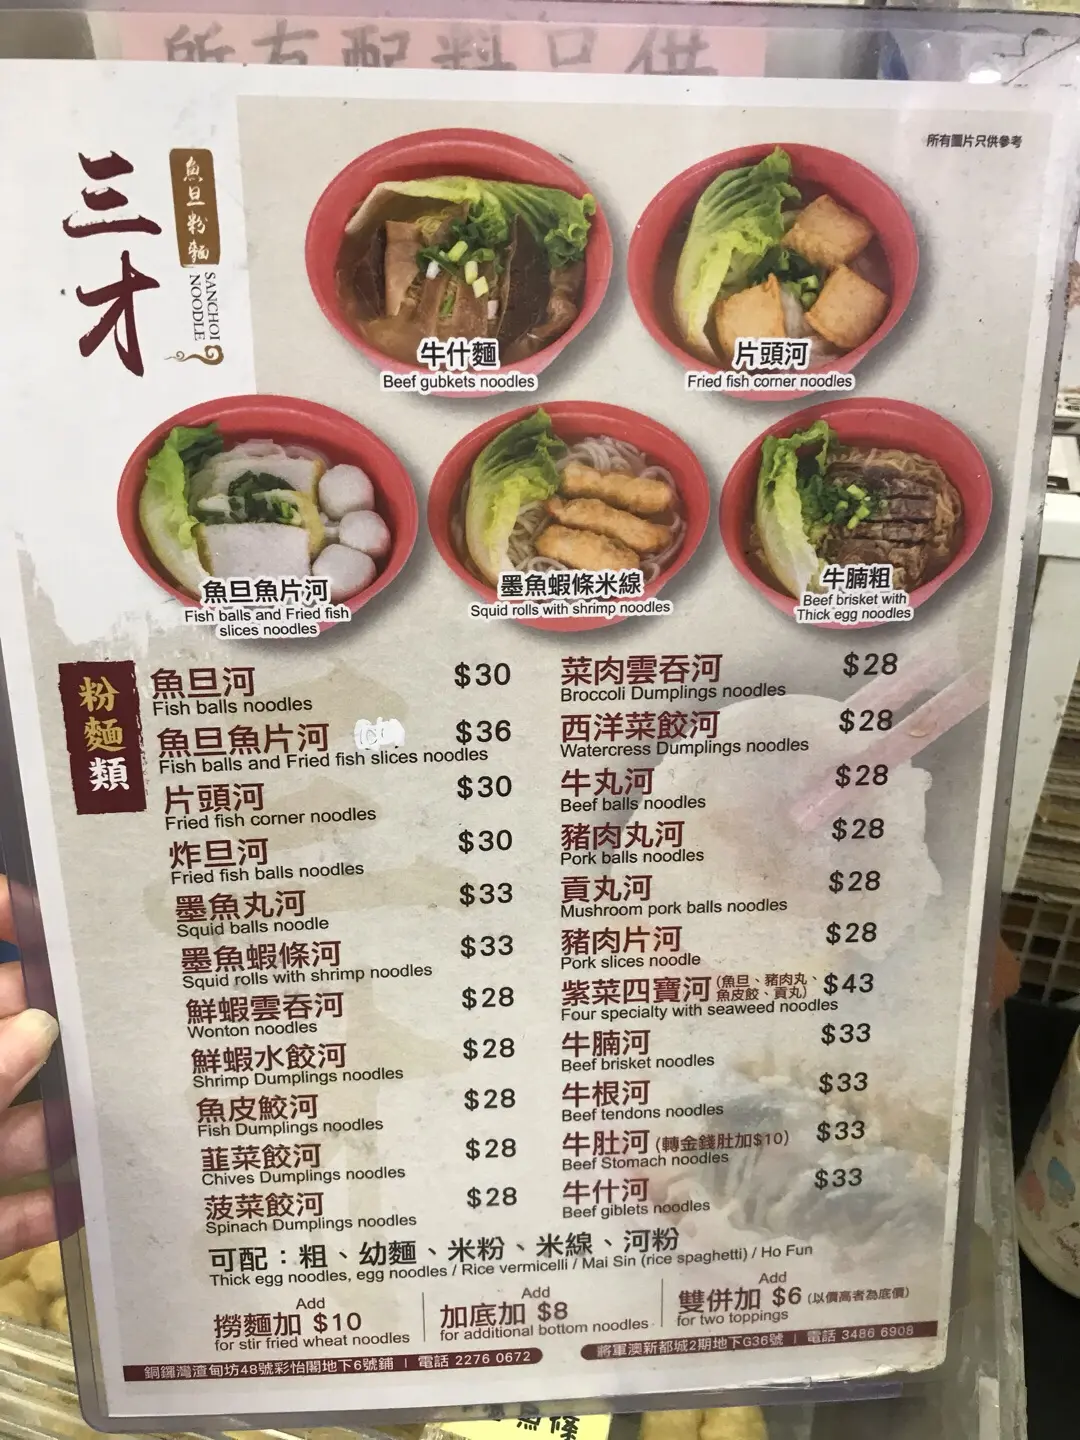 所有配料只供
所有圖片只供參考
三才
魚旦粉麵
SANCHOI
NOODLE
牛什麵
Beef gubkets noodles
片頭河
Fried fish corner noodles
魚旦魚片河
Fish balls and Fried fish
slices noodles
墨魚蝦條米線
Squid rolls with shrimp noodles
牛腩粗
Beef brisket with
Thick egg noodles
粉麵類
魚旦河 $30
Fish balls noodles
魚旦魚片河 $36
Fish balls and Fried fish slices noodles
片頭河 $30
Fried fish corner noodles
炸旦河 $30
Fried fish balls noodles
墨魚丸河 $33
Squid balls noodle
墨魚蝦條河 $33
Squid rolls with shrimp noodles
鮮蝦雲吞河 $28
Wonton noodles
鮮蝦水餃河 $28
Shrimp Dumplings noodles
魚皮鮫河 $28
Fish Dumplings noodles
韮菜餃河 $28
Chives Dumplings noodles
菠菜餃河 $28
Spinach Dumplings noodles
菜肉雲吞河 $28
Broccoli Dumplings noodles
西洋菜餃河 $28
Watercress Dumplings noodles
牛丸河 $28
Beef balls noodles
豬肉丸河 $28
Pork balls noodles
貢丸河 $28
Mushroom pork balls noodles
豬肉片河 $28
Pork slices noodle
紫菜四寶河 (魚旦、豬肉丸、魚皮餃、貢丸) $43
Four specialty with seaweed noodles
牛腩河 $33
Beef brisket noodles
牛根河 $33
Beef tendons noodles
牛肚河 (轉金錢肚加$10) $33
Beef Stomach noodles
牛什河 $33
Beef giblets noodles
可配：粗、幼麵、米粉、米線、河粉
Thick egg noodles, egg noodles / Rice vermicelli / Mai Sin (rice spaghetti) / Ho Fun
Add
撈麵加 $10
for stir fried wheat noodles
Add
加底加 $8
for additional bottom noodles
Add
雙併加 $6 (以價高者為底價)
for two toppings
銅鑼灣渣甸坊48號彩怡閣地下6號舖 | 電話 2276 0672
將軍澳新都城2期地下G36號 | 電話 3486 6908
魚條